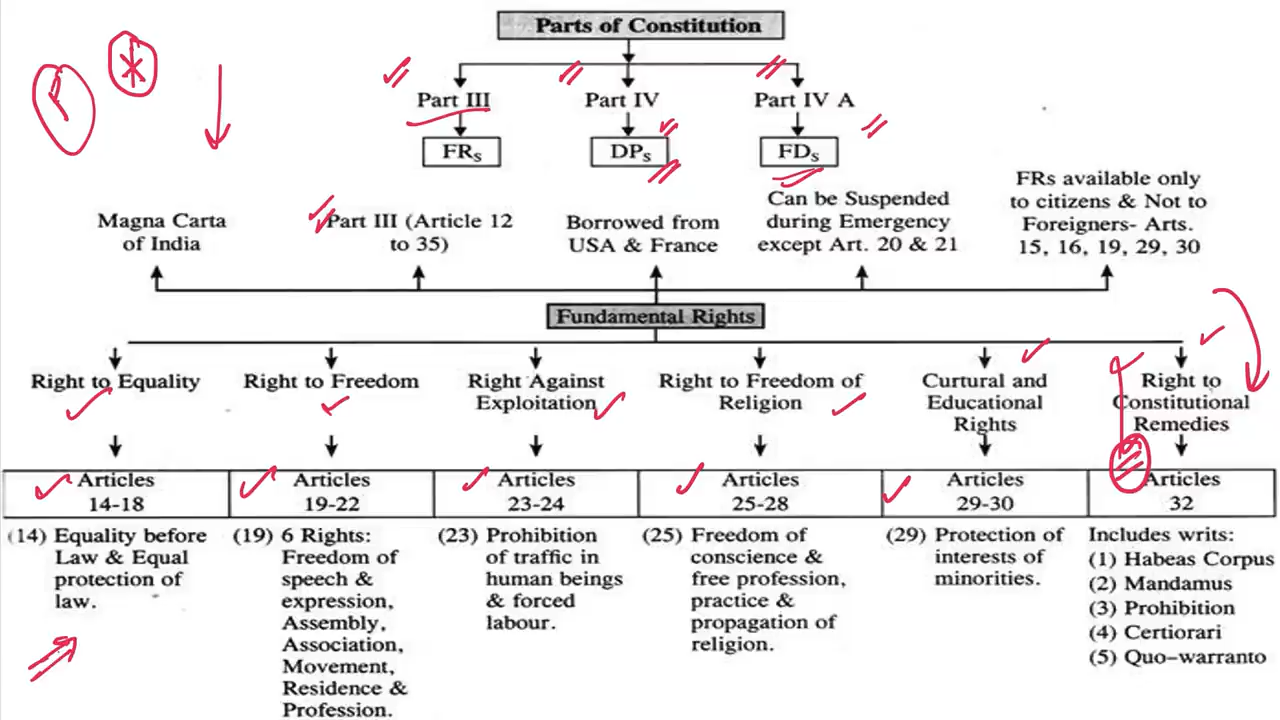 Parts of Constitution
Part III
Part IV
Part IV A
FRs
DPs
FDs
Magna Carta
of India
Part III (Article 12
to 35)
Borrowed from
USA & France
Can be Suspended
during Emergency
except Art. 20 & 21
FRs available only
to citizens & Not to
Foreigners- Arts.
15, 16, 19, 29, 30
Fundamental Rights
Right to Equality
Right to Freedom
Right Against
Exploitation
Right to Freedom of
Religion
Curtural and
Educational
Rights
Right to
Constitutional
Remedies
Articles
14-18
Articles
19-22
Articles
23-24
Articles
25-28
Articles
29-30
Articles
32
(14) Equality before
Law & Equal
protection of
law.
(19) 6 Rights:
Freedom of
speech &
expression,
Assembly,
Association,
Movement,
Residence &
Profession.
(23) Prohibition
of traffic in
human beings
& forced
labour.
(25) Freedom of
conscience &
free profession,
practice &
propagation of
religion.
(29) Protection of
interests of
minorities.
Includes writs:
(1) Habeas Corpus
(2) Mandamus
(3) Prohibition
(4) Certiorari
(5) Quo-warranto